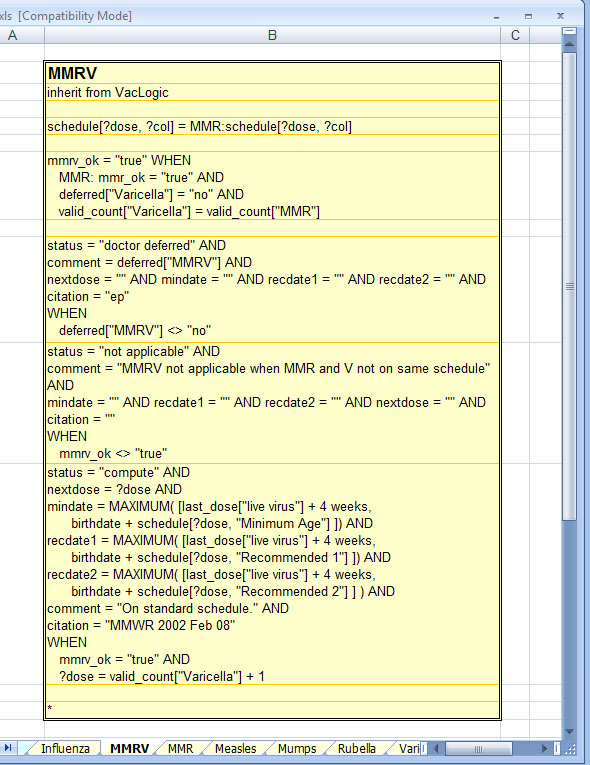 xls [Compatibility Mode]
A B C
MMRV
inherit from VacLogic
schedule[?dose, ?col] = MMR:schedule[?dose, ?col]
mmrv_ok = "true" WHEN
MMR: mmr_ok = "true" AND
deferred["Varicella"] = "no" AND
valid_count["Varicella"] = valid_count["MMR"]
status = "doctor deferred" AND
comment = deferred["MMRV"] AND
nextdose = "" AND mindate = "" AND recdate1 = "" AND recdate2 = "" AND
citation = "ep"
WHEN
deferred["MMRV"] <> "no"
status = "not applicable" AND
comment = "MMRV not applicable when MMR and V not on same schedule"
AND
mindate = "" AND recdate1 = "" AND recdate2 = "" AND nextdose = "" AND
citation = ""
WHEN
mmrv_ok <> "true"
status = "compute" AND
nextdose = ?dose AND
mindate = MAXIMUM( [last_dose["live virus"] + 4 weeks,
birthdate + schedule[?dose, "Minimum Age"] ]) AND
recdate1 = MAXIMUM( [last_dose["live virus"] + 4 weeks,
birthdate + schedule[?dose, "Recommended 1"] ]) AND
recdate2 = MAXIMUM( [last_dose["live virus"] + 4 weeks,
birthdate + schedule[?dose, "Recommended 2"] ] ) AND
comment = "On standard schedule." AND
citation = "MMWR 2002 Feb 08"
WHEN
mmrv_ok = "true" AND
?dose = valid_count["Varicella"] + 1
*
Influenza MMRV MMR Measles Mumps Rubella Vari